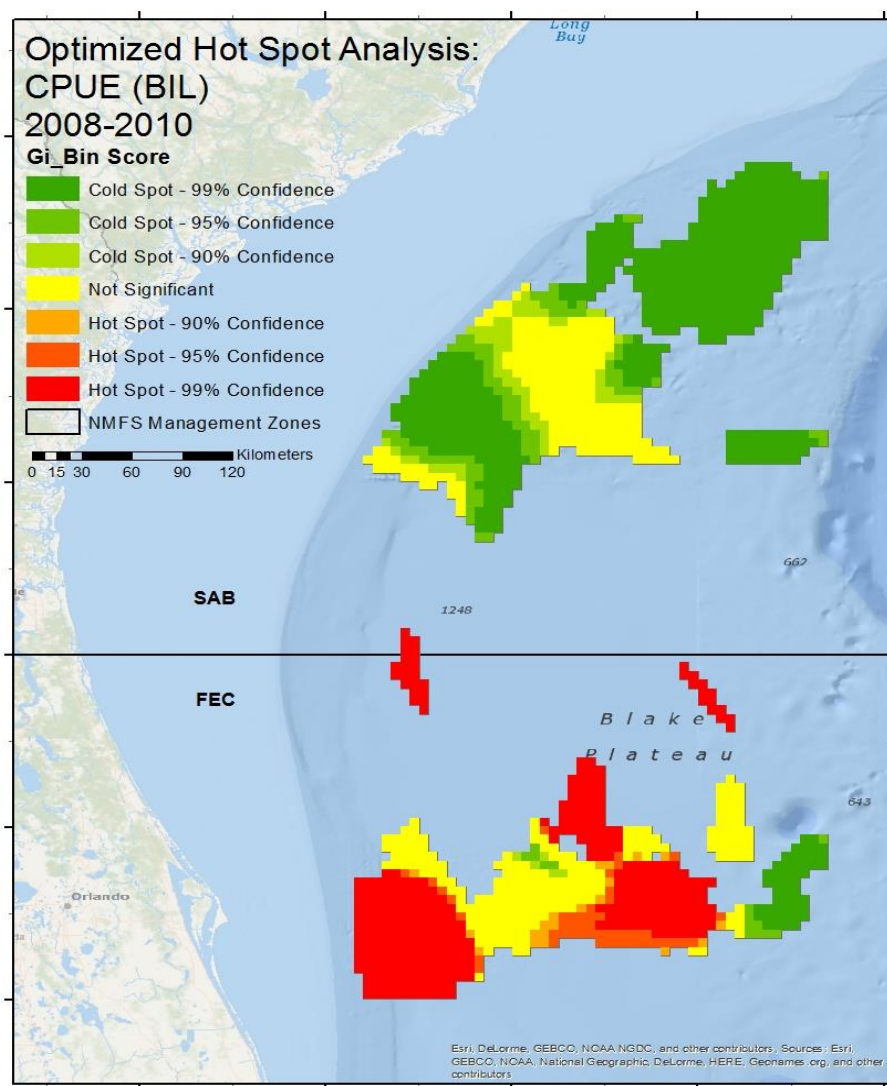 Long
Bay
Optimized Hot Spot Analysis:
CPUE (BIL)
2008-2010
Gi_Bin Score
Cold Spot - 99% Confidence
Cold Spot - 95% Confidence
Cold Spot - 90% Confidence
Not Significant
Hot Spot - 90% Confidence
Hot Spot - 95% Confidence
Hot Spot - 99% Confidence
NMFS Management Zones
Kilometers
0 15 30 60 90 120
662
SAB
1248
FEC
Blake
Plateau
643
Orlando
Esri, DeLorme, GEBCO, NOAA NGDC, and other contributors, Sources: Esri,
GEBCO, NOAA, National Geographic, DeLorme, HERE, Geonames.org, and other
contributors